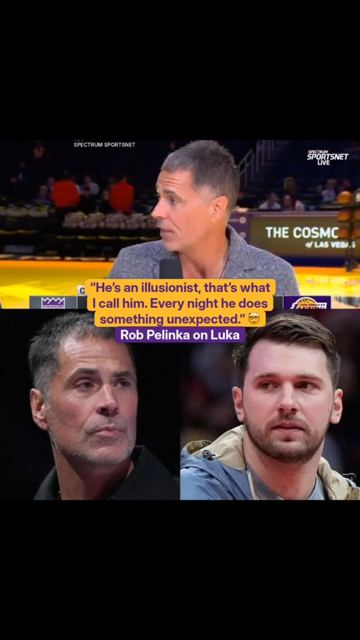 SPECTRUM SPORTSNET
SPECTRUM
SPORTSNET
LIVE
THE COSMO
of LAS VEGAS
“He’s an illusionist, that’s what
I call him. Every night he does
something unexpected.” 🤯
Rob Pelinka on Luka